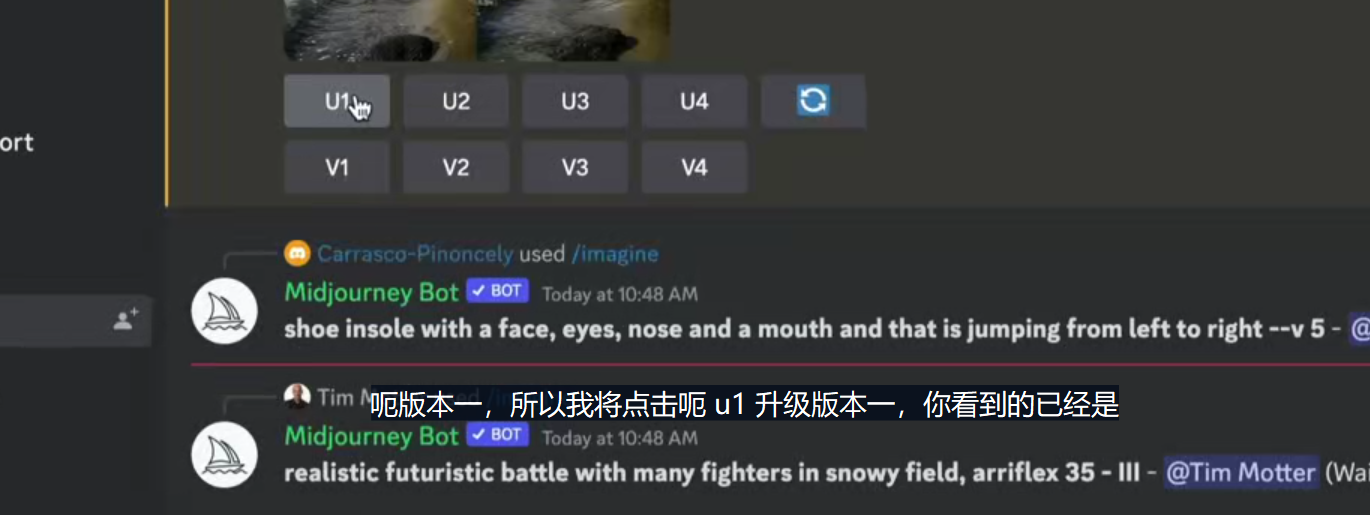 U1 U2 U3 U4
ort
V1 V2 V3 V4
Carrasco-Pinoncely used /imagine
Midjourney Bot ✓ BOT Today at 10:48 AM
shoe insole with a face, eyes, nose and a mouth and that is jumping from left to right --v 5 - @
Tim
呃版本一，所以我将点击呃 u1 升级版本一，你看到的已经是
Midjourney Bot ✓ BOT Today at 10:48 AM
realistic futuristic battle with many fighters in snowy field, arriflex 35 - III - @Tim Motter (Wai